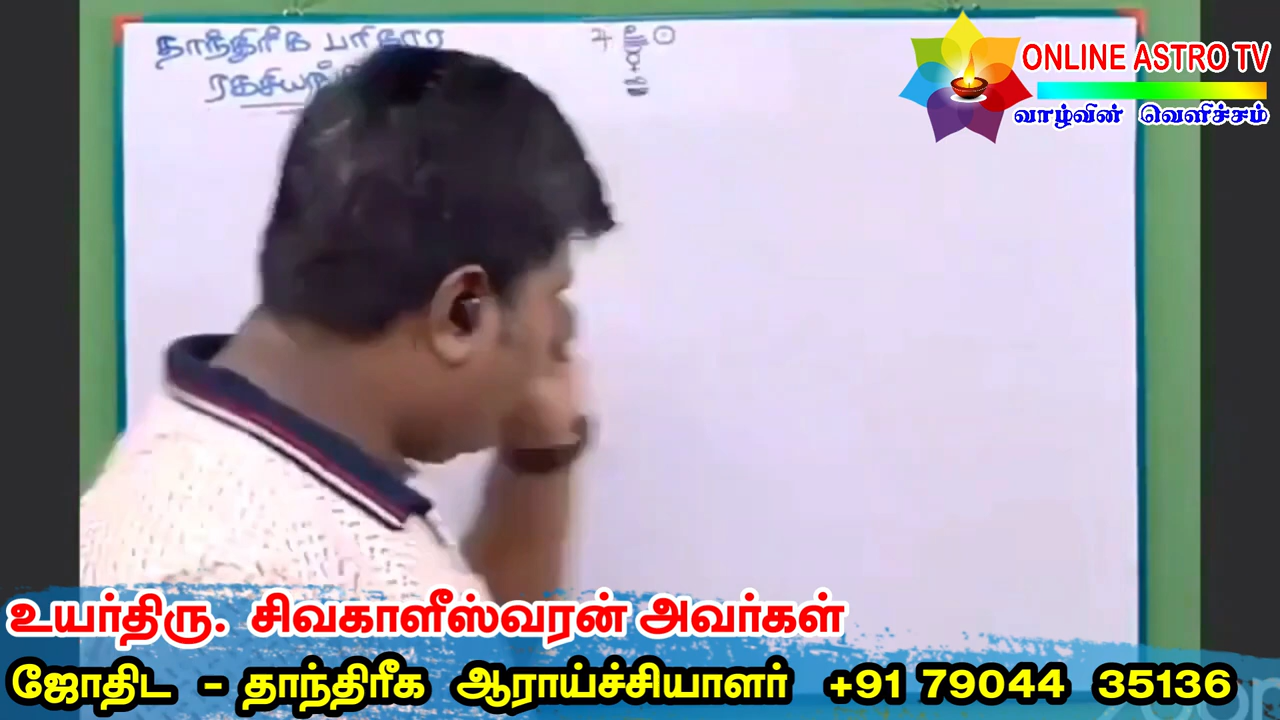 தாந்திரீக பரிகார
ONLINE ASTRO TV
வாழ்வின் வெளிச்சம்
உயர்திரு. சிவகாளீஸ்வரன் அவர்கள்
ஜோதிட - தாந்திரீக ஆராய்ச்சியாளர் +91 79044 35136